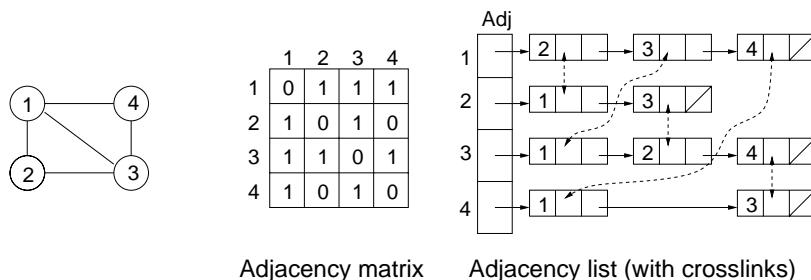 Adj
1 4
2 3
1 2 3 4
1 0 1 1 1
2 1 0 1 0
3 1 1 0 1
4 1 0 1 0
1 2 3 4
2 1 3
3 1 2 4
4 1 3
Adjacency matrix
Adjacency list (with crosslinks)